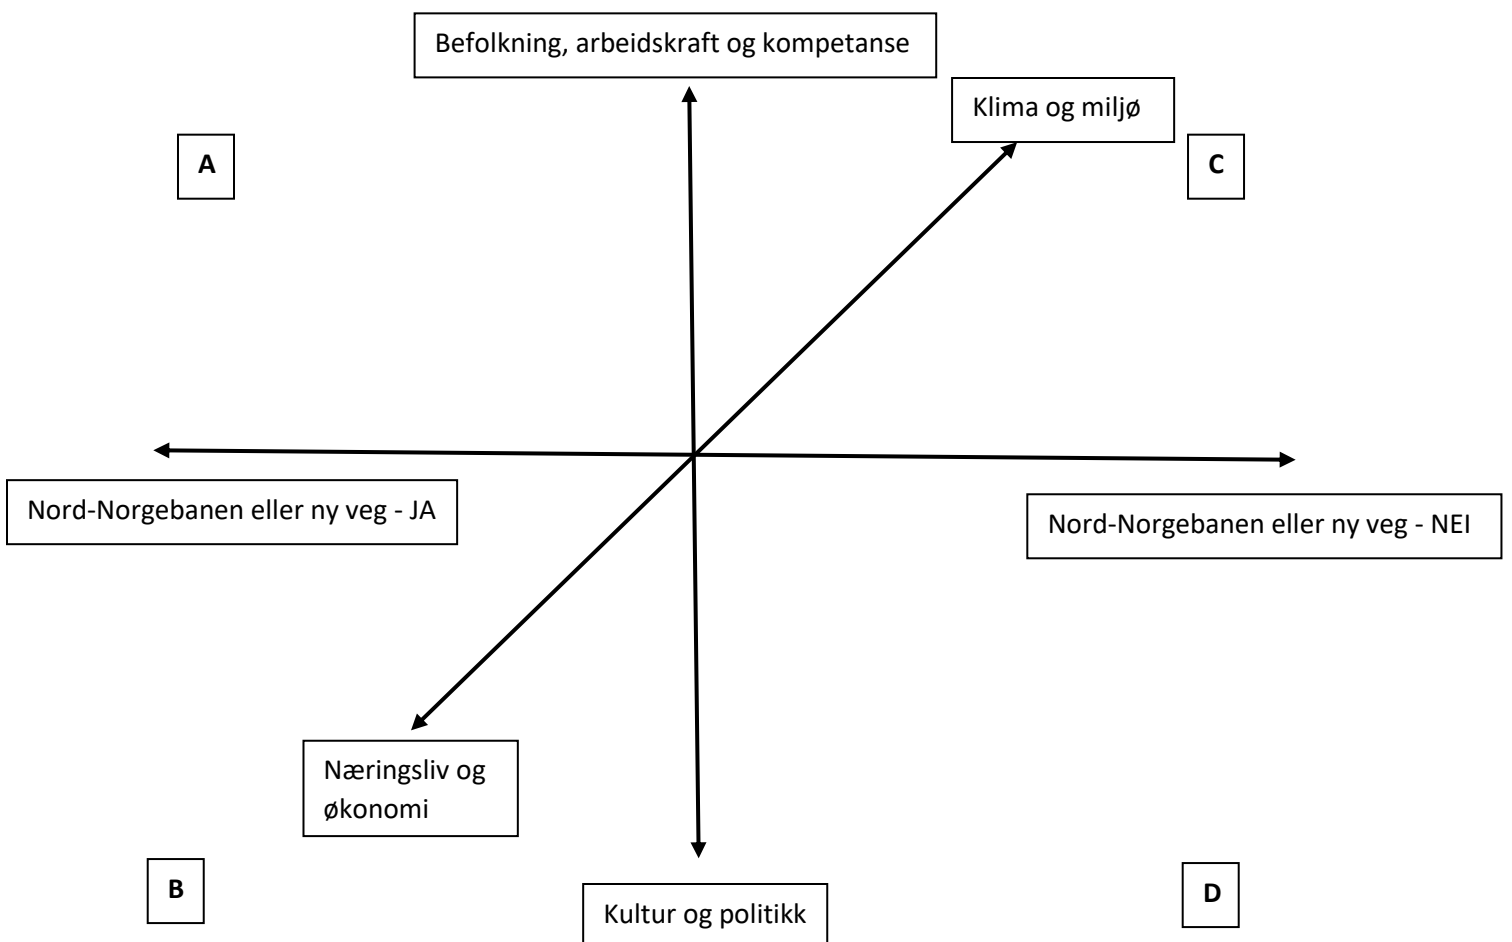 Befolkning, arbeidskraft og kompetanse
Klima og miljø
A
C
Nord-Norgebanen eller ny veg - JA
Nord-Norgebanen eller ny veg - NEI
Næringsliv og
økonomi
B
D
Kultur og politikk